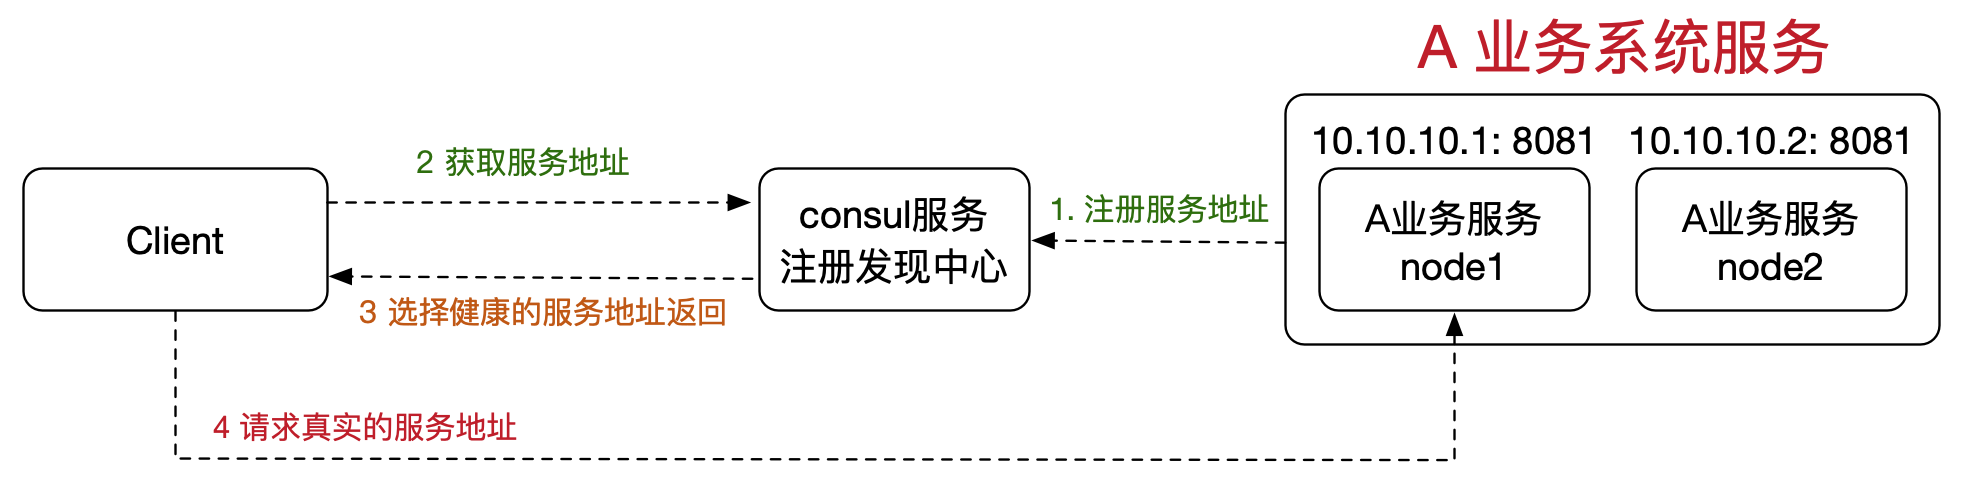 A 业务系统服务
10.10.10.1: 8081
10.10.10.2: 8081
2 获取服务地址
Client
consul服务
注册发现中心
1. 注册服务地址
A业务服务
node1
A业务服务
node2
3 选择健康的服务地址返回
4 请求真实的服务地址